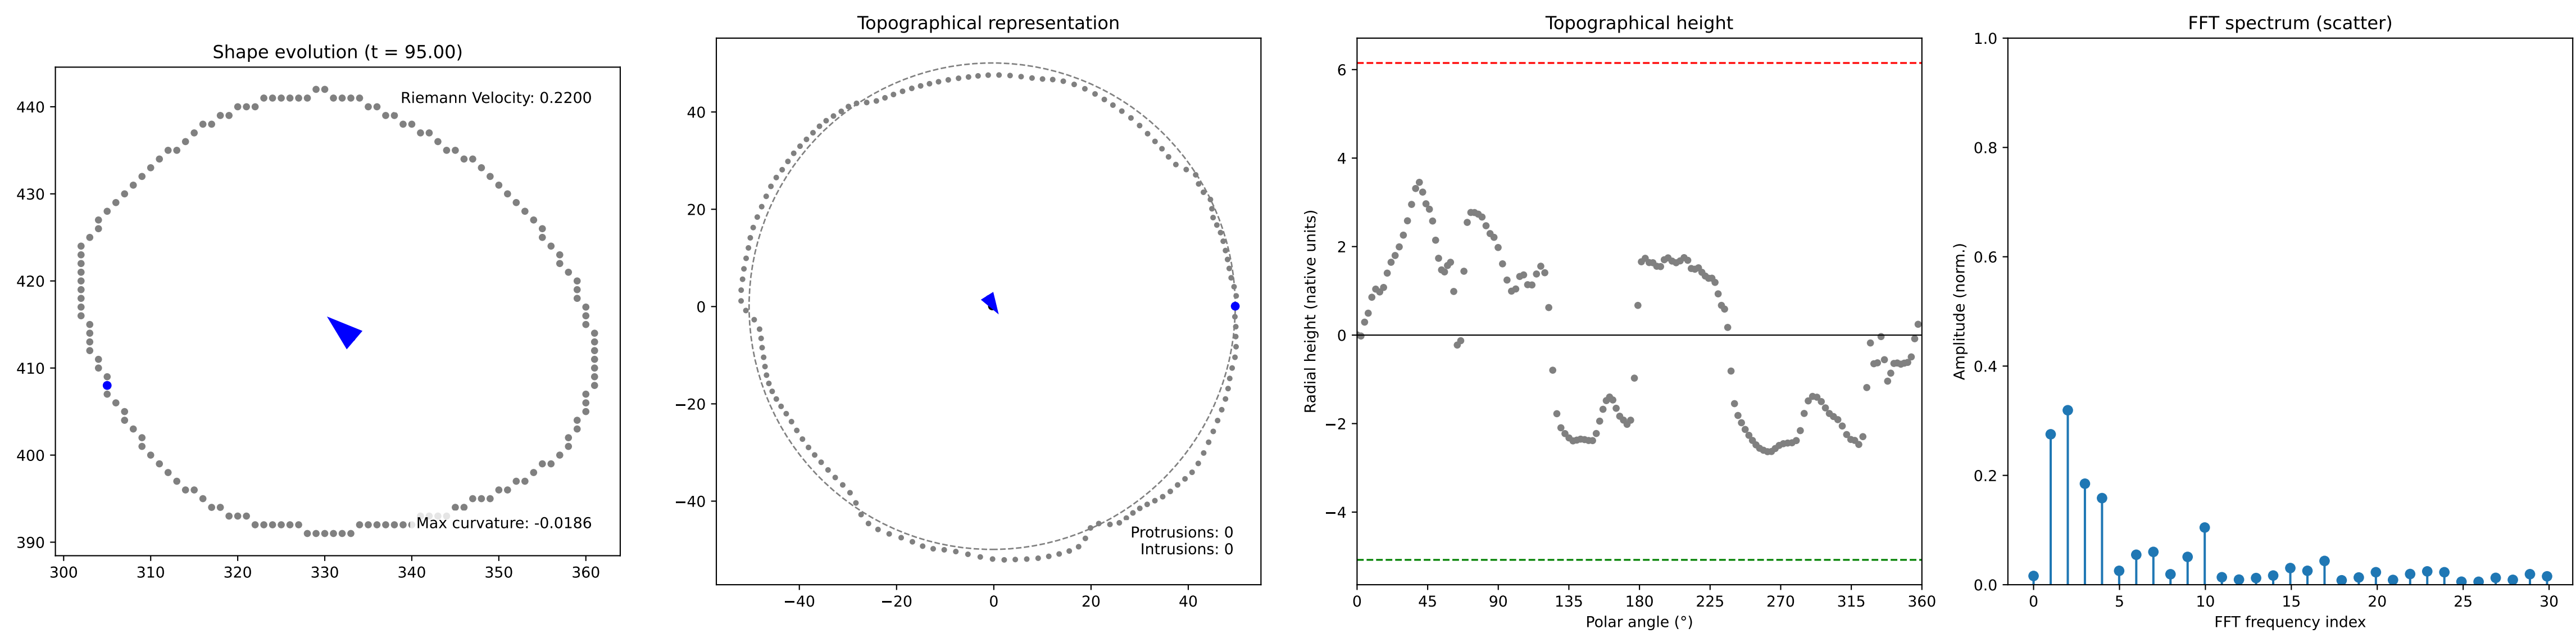 Shape evolution (t = 95.00)
Riemann Velocity: 0.2200
Max curvature: -0.0186
440
430
420
410
400
390
300 310 320 330 340 350 360
Topographical representation
Protrusions: 0
Intrusions: 0
40
20
0
−20
−40
−40 −20 0 20 40
Topographical height
Radial height (native units)
6
4
2
0
−2
−4
0 45 90 135 180 225 270 315 360
Polar angle (°)
FFT spectrum (scatter)
Amplitude (norm.)
1.0
0.8
0.6
0.4
0.2
0.0
0 5 10 15 20 25 30
FFT frequency index